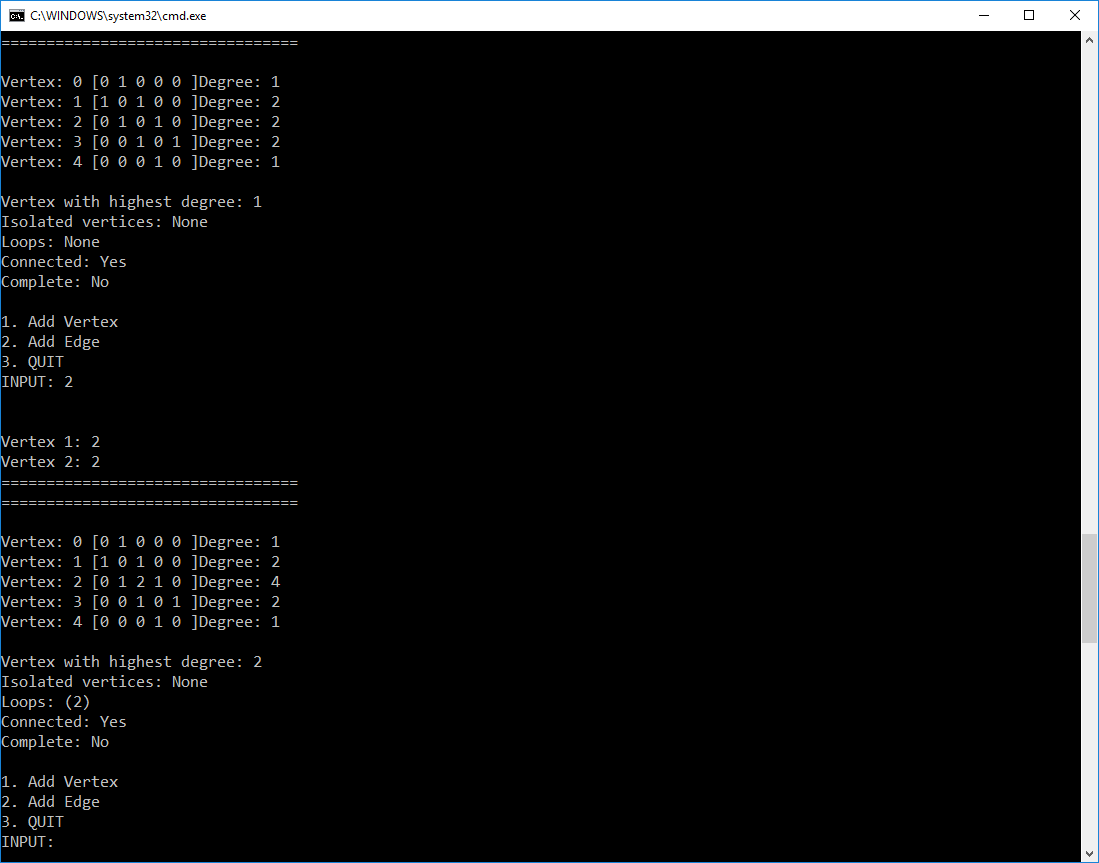 C:\WINDOWS\system32\cmd.exe
=================================
Vertex: 0 [0 1 0 0 0 ]Degree: 1
Vertex: 1 [1 0 1 0 0 ]Degree: 2
Vertex: 2 [0 1 0 1 0 ]Degree: 2
Vertex: 3 [0 0 1 0 1 ]Degree: 2
Vertex: 4 [0 0 0 1 0 ]Degree: 1
Vertex with highest degree: 1
Isolated vertices: None
Loops: None
Connected: Yes
Complete: No
1. Add Vertex
2. Add Edge
3. QUIT
INPUT: 2
Vertex 1: 2
Vertex 2: 2
=================================
=================================
Vertex: 0 [0 1 0 0 0 ]Degree: 1
Vertex: 1 [1 0 1 0 0 ]Degree: 2
Vertex: 2 [0 1 2 1 0 ]Degree: 4
Vertex: 3 [0 0 1 0 1 ]Degree: 2
Vertex: 4 [0 0 0 1 0 ]Degree: 1
Vertex with highest degree: 2
Isolated vertices: None
Loops: (2)
Connected: Yes
Complete: No
1. Add Vertex
2. Add Edge
3. QUIT
INPUT: